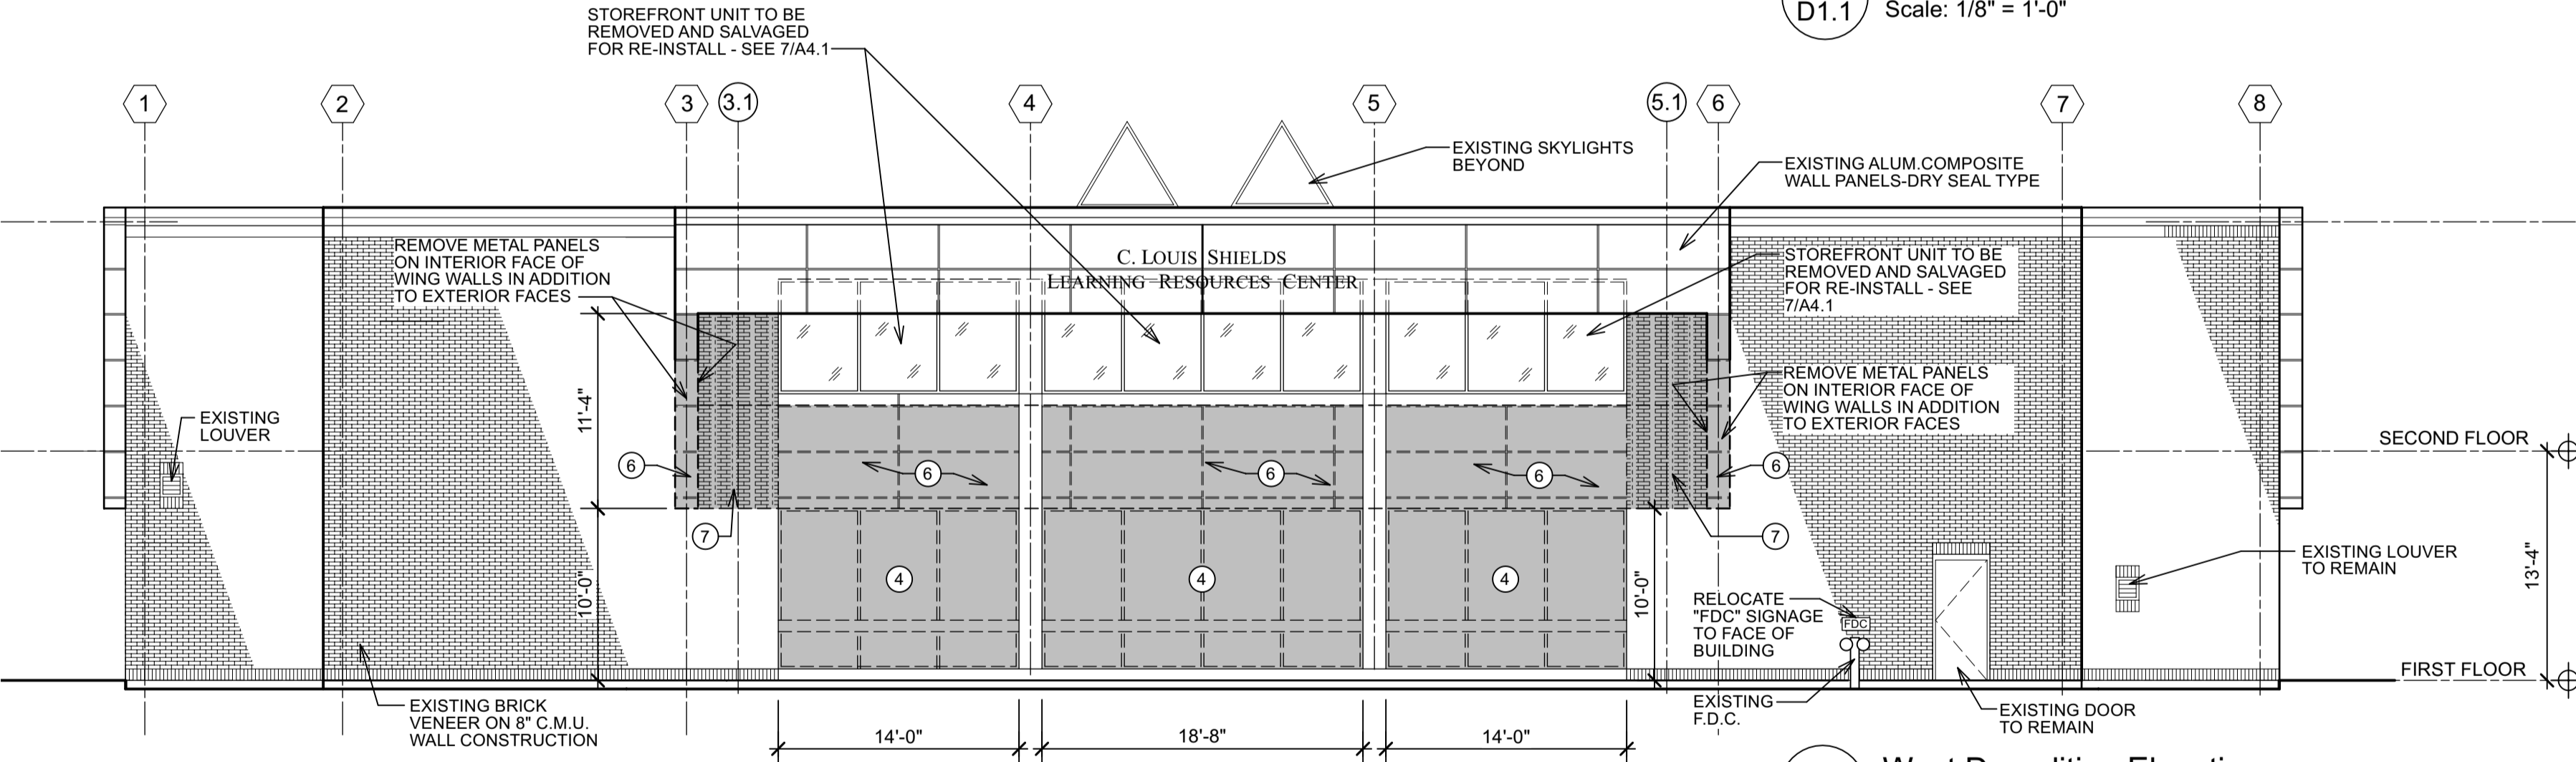 STOREFRONT UNIT TO BE
REMOVED AND SALVAGED
FOR RE-INSTALL - SEE 7/A4.1
D1.1
Scale: 1/8" = 1'-0"
1
2
3
3.1
4
5
5.1
6
7
8
EXISTING SKYLIGHTS
BEYOND
EXISTING ALUM.COMPOSITE
WALL PANELS-DRY SEAL TYPE
REMOVE METAL PANELS
ON INTERIOR FACE OF
WING WALLS IN ADDITION
TO EXTERIOR FACES
C. LOUIS SHIELDS
LEARNING RESOURCES CENTER
STOREFRONT UNIT TO BE
REMOVED AND SALVAGED
FOR RE-INSTALL - SEE
7/A4.1
REMOVE METAL PANELS
ON INTERIOR FACE OF
WING WALLS IN ADDITION
TO EXTERIOR FACES
EXISTING
LOUVER
11'-4"
6
6
6
6
6
SECOND FLOOR
7
7
4
4
4
10'-0"
10'-0"
13'-4"
EXISTING LOUVER
TO REMAIN
RELOCATE
"FDC" SIGNAGE
TO FACE OF
BUILDING
FDC
FIRST FLOOR
EXISTING BRICK
VENEER ON 8" C.M.U.
WALL CONSTRUCTION
EXISTING
F.D.C.
EXISTING DOOR
TO REMAIN
14'-0"
18'-8"
14'-0"